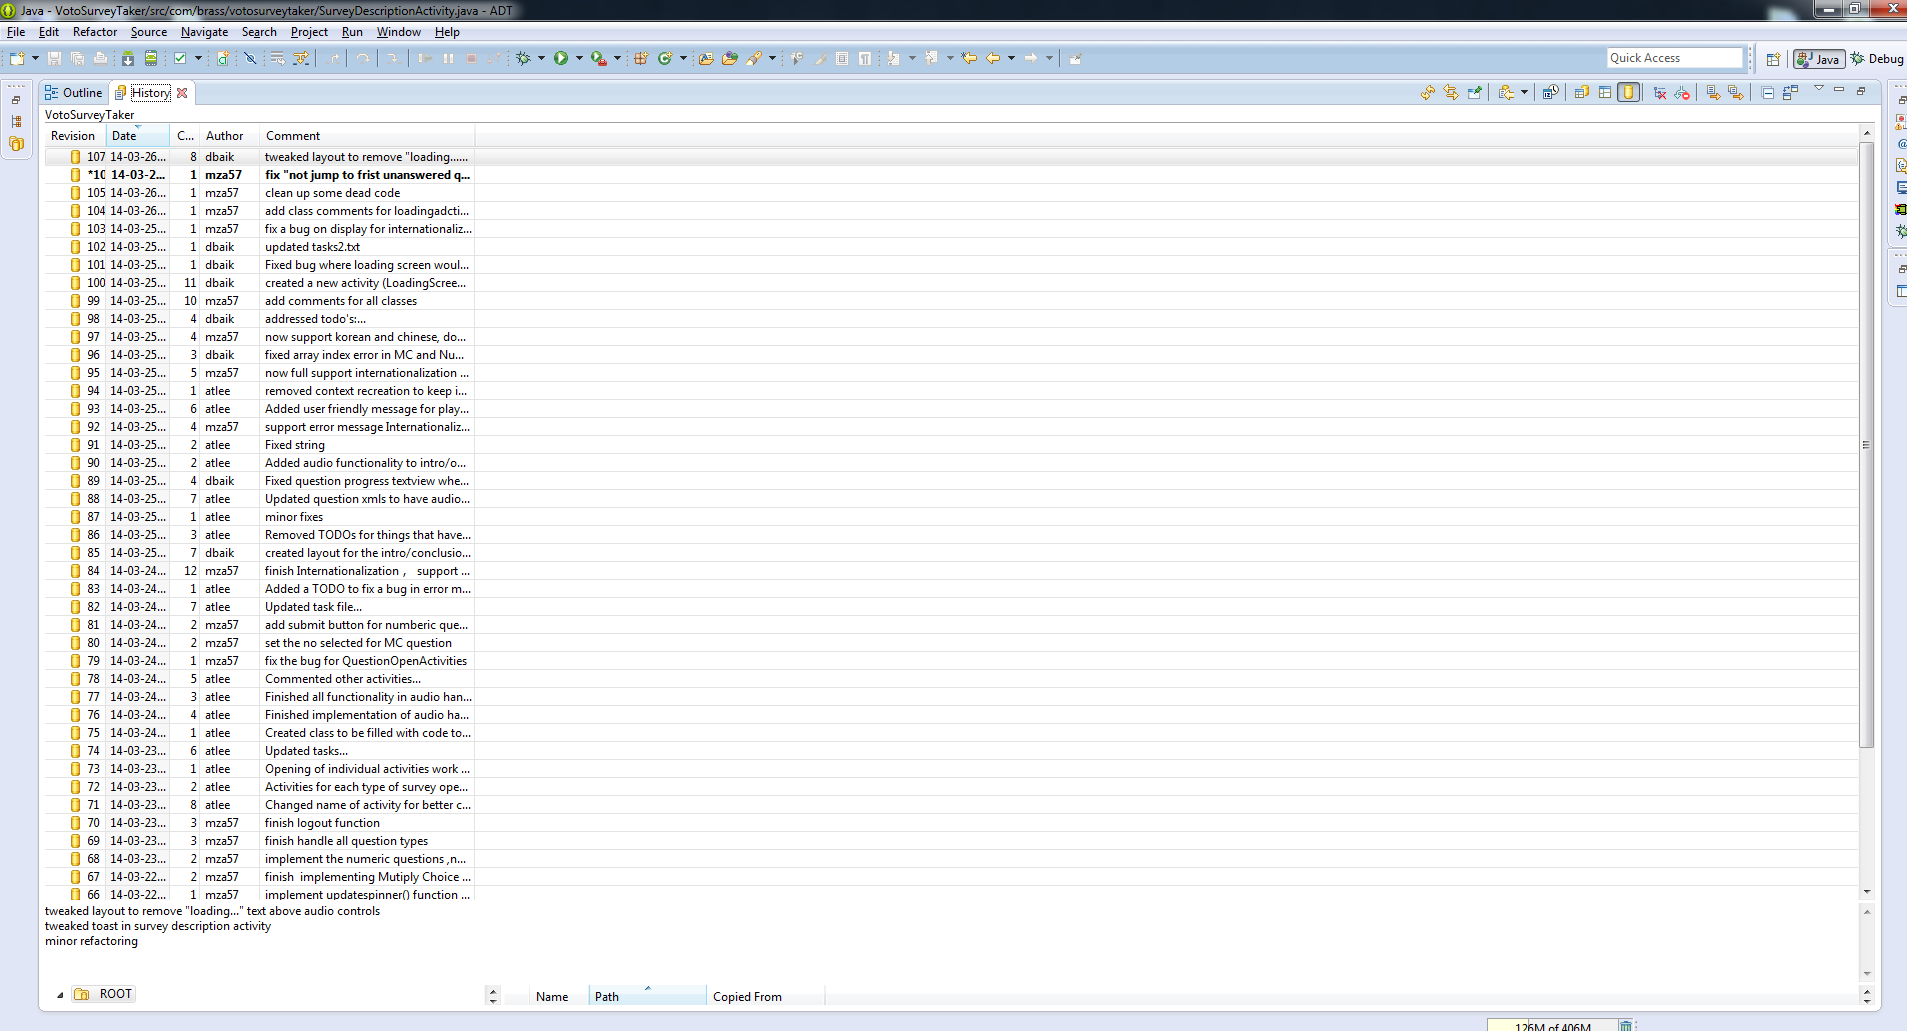 Java - VotoSurveyTaker/src/com/brass/votosurveytaker/SurveyDescriptionActivity.java - ADT
File Edit Refactor Source Navigate Search Project Run Window Help
Quick Access Java Debug
Outline History
VotoSurveyTaker
Revision Date C... Author Comment
107 14-03-26... 8 dbaik tweaked layout to remove "loading......
*10 14-03-2... 1 mza57 fix "not jump to frist unanswered q...
105 14-03-26... 1 mza57 clean up some dead code
104 14-03-26... 1 mza57 add class comments for loadingadcti...
103 14-03-25... 1 mza57 fix a bug on display for internationaliz...
102 14-03-25... 1 dbaik updated tasks2.txt
101 14-03-25... 1 dbaik Fixed bug where loading screen woul...
100 14-03-25... 11 dbaik created a new activity (LoadingScree...
99 14-03-25... 10 mza57 add comments for all classes
98 14-03-25... 4 dbaik addressed todo's:...
97 14-03-25... 4 mza57 now support korean and chinese, do...
96 14-03-25... 3 dbaik fixed array index error in MC and Nu...
95 14-03-25... 5 mza57 now full support internationalization ...
94 14-03-25... 1 atlee removed context recreation to keep i...
93 14-03-25... 6 atlee Added user friendly message for play...
92 14-03-25... 4 mza57 support error message Internationaliz...
91 14-03-25... 2 atlee Fixed string
90 14-03-25... 2 atlee Added audio functionality to intro/o...
89 14-03-25... 4 dbaik Fixed question progress textview whe...
88 14-03-25... 7 atlee Updated question xmls to have audio...
87 14-03-25... 1 atlee minor fixes
86 14-03-25... 3 atlee Removed TODOs for things that have...
85 14-03-25... 7 dbaik created layout for the intro/conclusio...
84 14-03-24... 12 mza57 finish Internationalization ， support ...
83 14-03-24... 1 atlee Added a TODO to fix a bug in error m...
82 14-03-24... 7 atlee Updated task file...
81 14-03-24... 2 mza57 add submit button for numberic que...
80 14-03-24... 2 mza57 set the no selected for MC question
79 14-03-24... 1 mza57 fix the bug for QuestionOpenActivities
78 14-03-24... 5 atlee Commented other activities...
77 14-03-24... 3 atlee Finished all functionality in audio han...
76 14-03-24... 4 atlee Finished implementation of audio ha...
75 14-03-24... 1 atlee Created class to be filled with code to...
74 14-03-23... 6 atlee Updated tasks...
73 14-03-23... 1 atlee Opening of individual activities work ...
72 14-03-23... 2 atlee Activities for each type of survey ope...
71 14-03-23... 8 atlee Changed name of activity for better c...
70 14-03-23... 3 mza57 finish logout function
69 14-03-23... 3 mza57 finish handle all question types
68 14-03-23... 2 mza57 implement the numeric questions ,n...
67 14-03-22... 2 mza57 finish  implementing Mutiply Choice ...
66 14-03-22... 1 mza57 implement updatespinner() function ...
tweaked layout to remove "loading..." text above audio controls
tweaked toast in survey description activity
minor refactoring
ROOT Name Path Copied From
126M of 406M